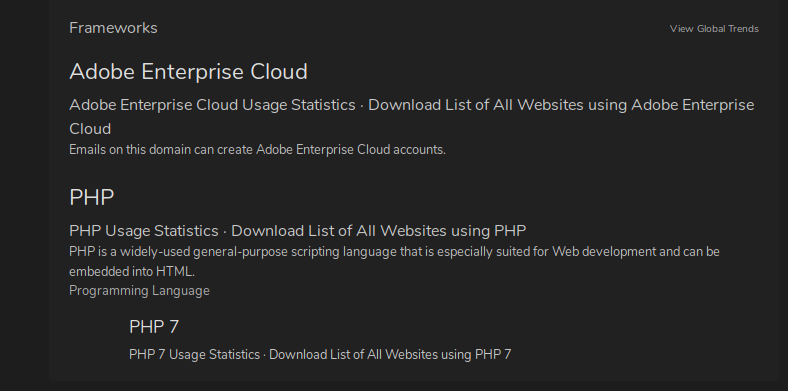 Frameworks
View Global Trends
Adobe Enterprise Cloud
Adobe Enterprise Cloud Usage Statistics · Download List of All Websites using Adobe Enterprise
Cloud
Emails on this domain can create Adobe Enterprise Cloud accounts.
PHP
PHP Usage Statistics · Download List of All Websites using PHP
PHP is a widely-used general-purpose scripting language that is especially suited for Web development and can be
embedded into HTML.
Programming Language
PHP 7
PHP 7 Usage Statistics · Download List of All Websites using PHP 7